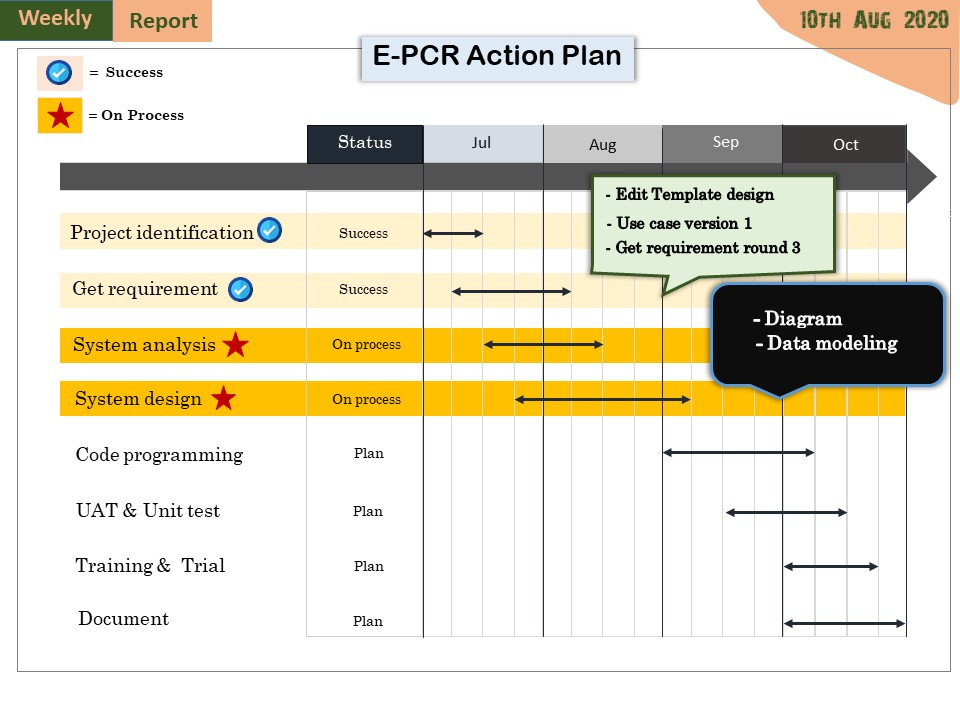 Weekly Report
10TH AUG 2020
E-PCR Action Plan
= Success
= On Process
Status Jul Aug Sep Oct
- Edit Template design
- Use case version 1
- Get requirement round 3
Project identification Success
Get requirement Success
- Diagram
- Data modeling
System analysis On process
System design On process
Code programming Plan
UAT & Unit test Plan
Training & Trial Plan
Document Plan